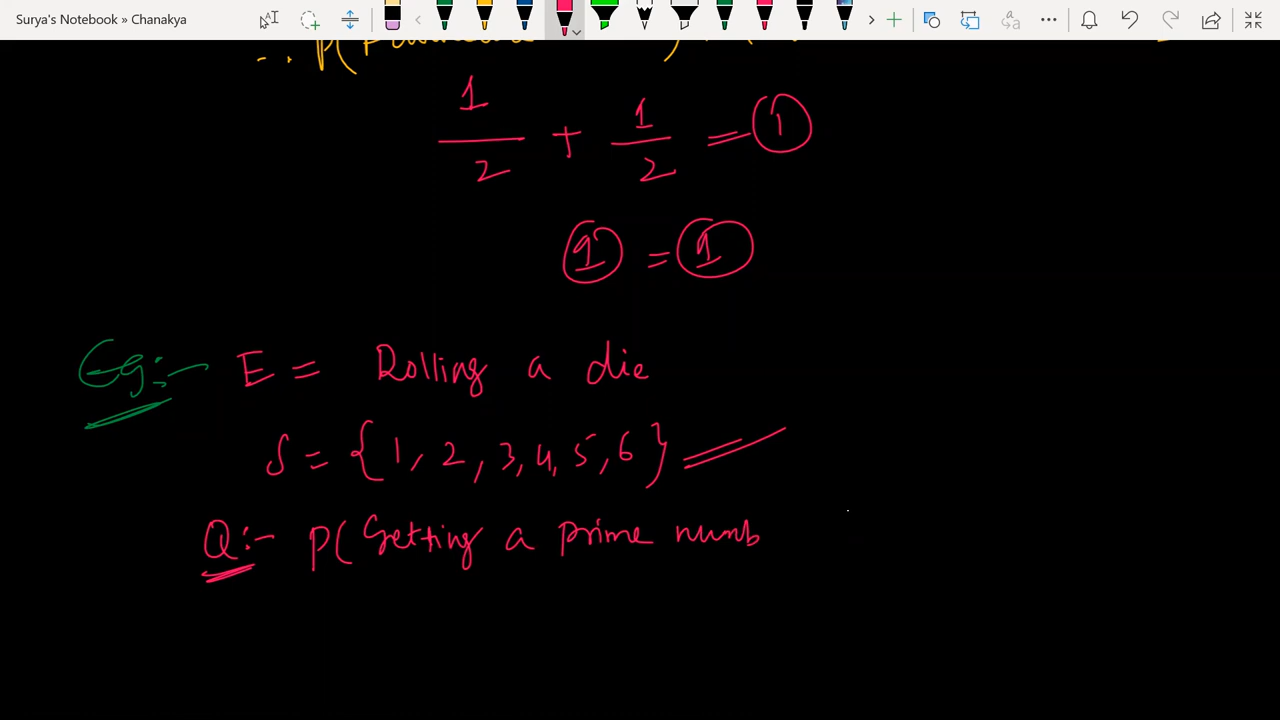 Surya's Notebook » Chanakya
∴ P(
1/2 + 1/2 = 1
1 = 1
Eg:- E = Rolling a die
S = {1, 2, 3, 4, 5, 6}
Q:- P( Getting a prime numb